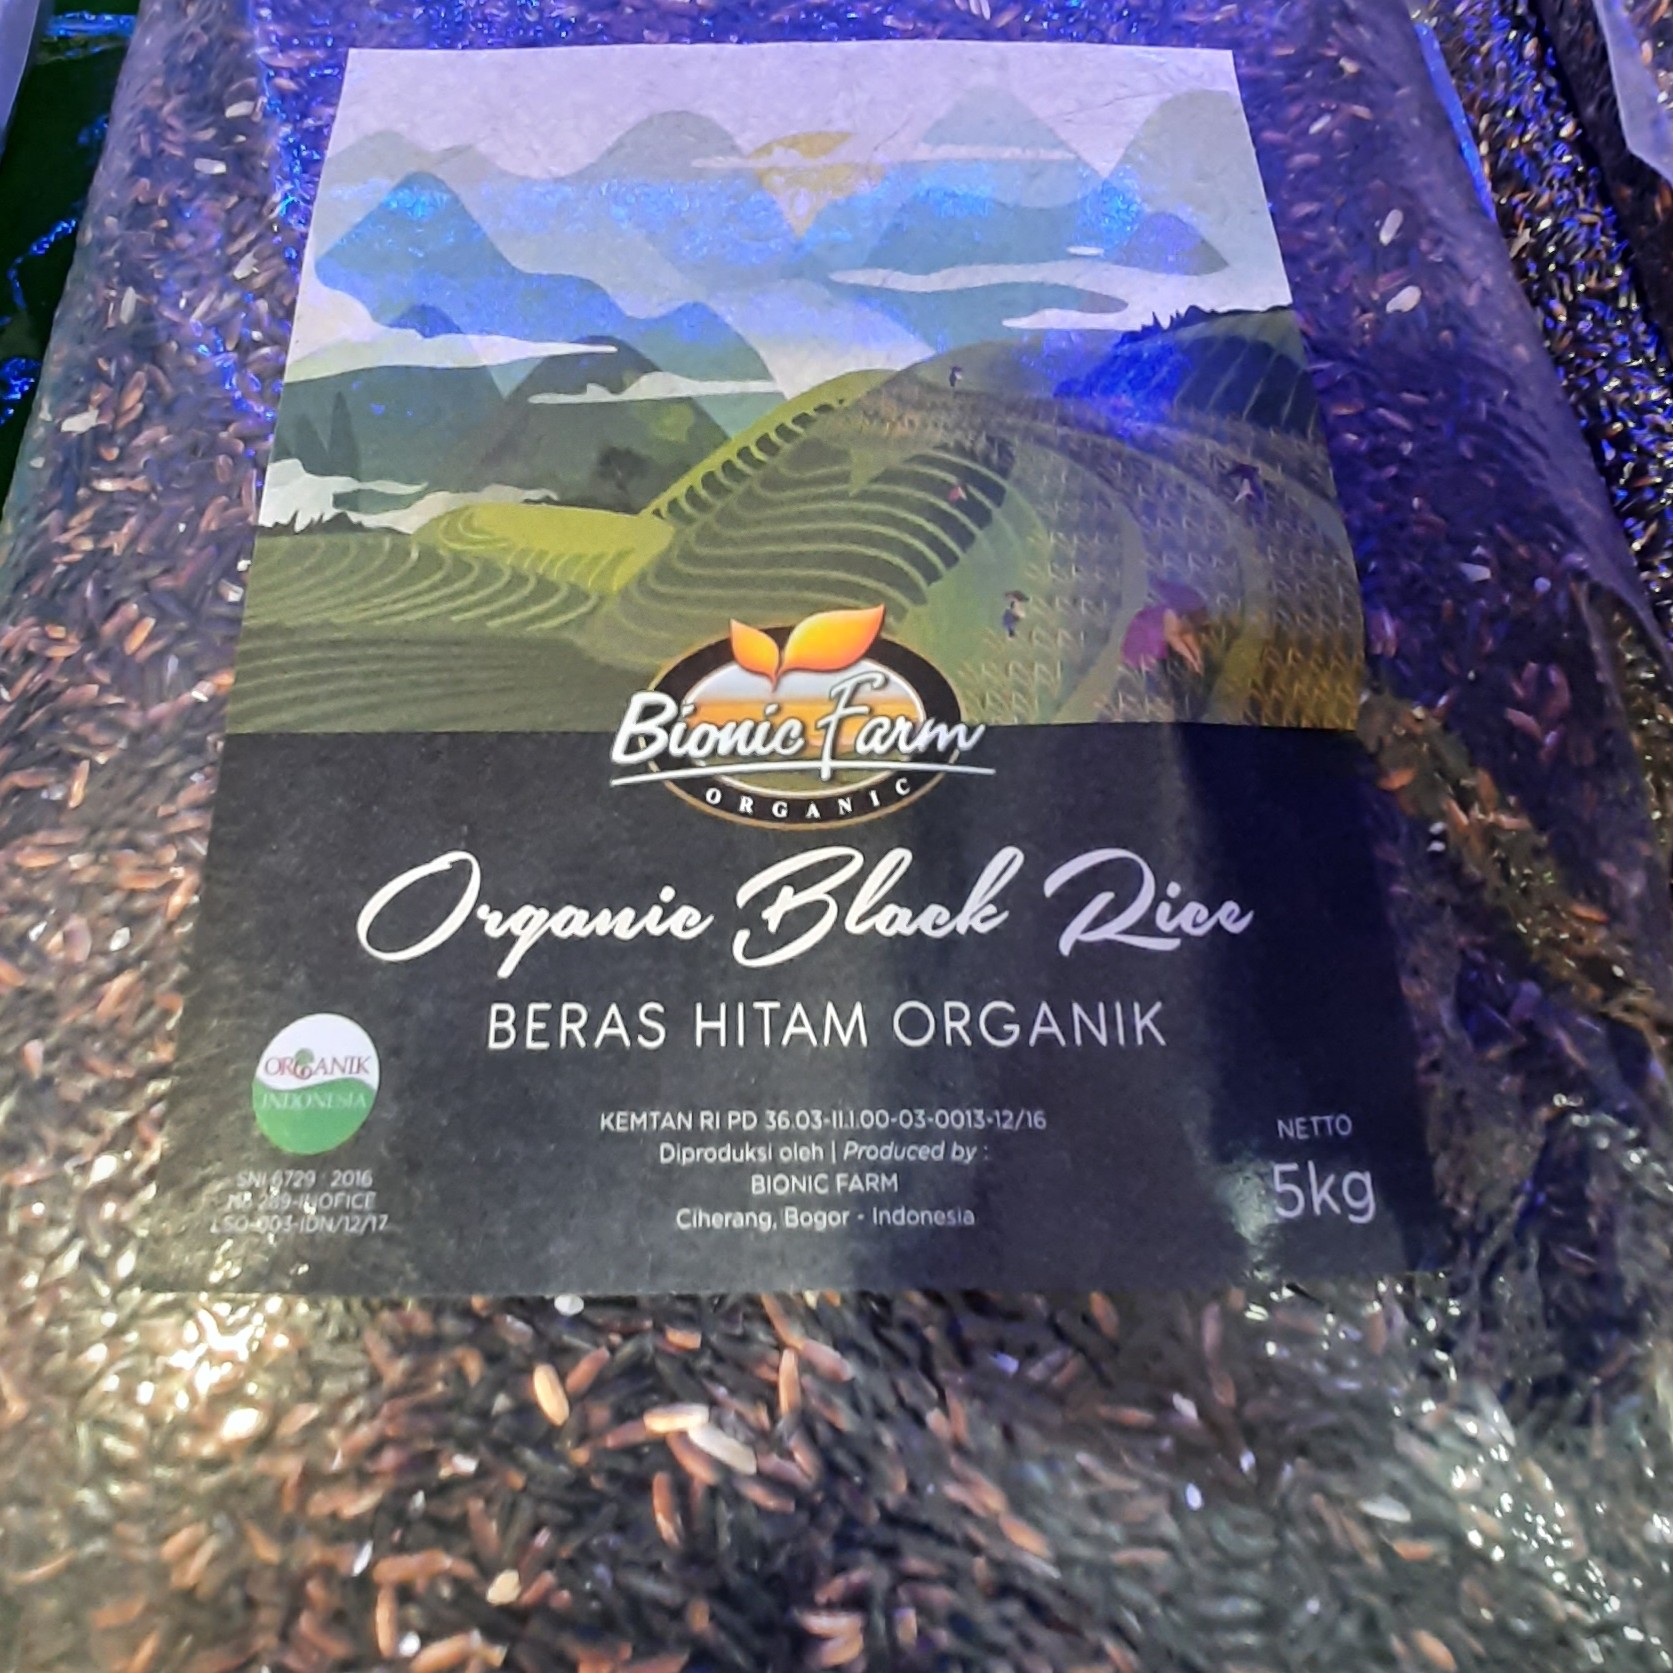 Bionic Farm
ORGANIC
Organic Black Rice
BERAS HITAM ORGANIK
ORGANIK
INDONESIA
SNI 6729 : 2016
289-INOFICE
LSO-003-IDN/12/17
KEMTAN RI PD 36.03-II.I.00-03-0013-12/16
Diproduksi oleh | Produced by :
BIONIC FARM
Ciherang, Bogor - Indonesia
NETTO
5kg